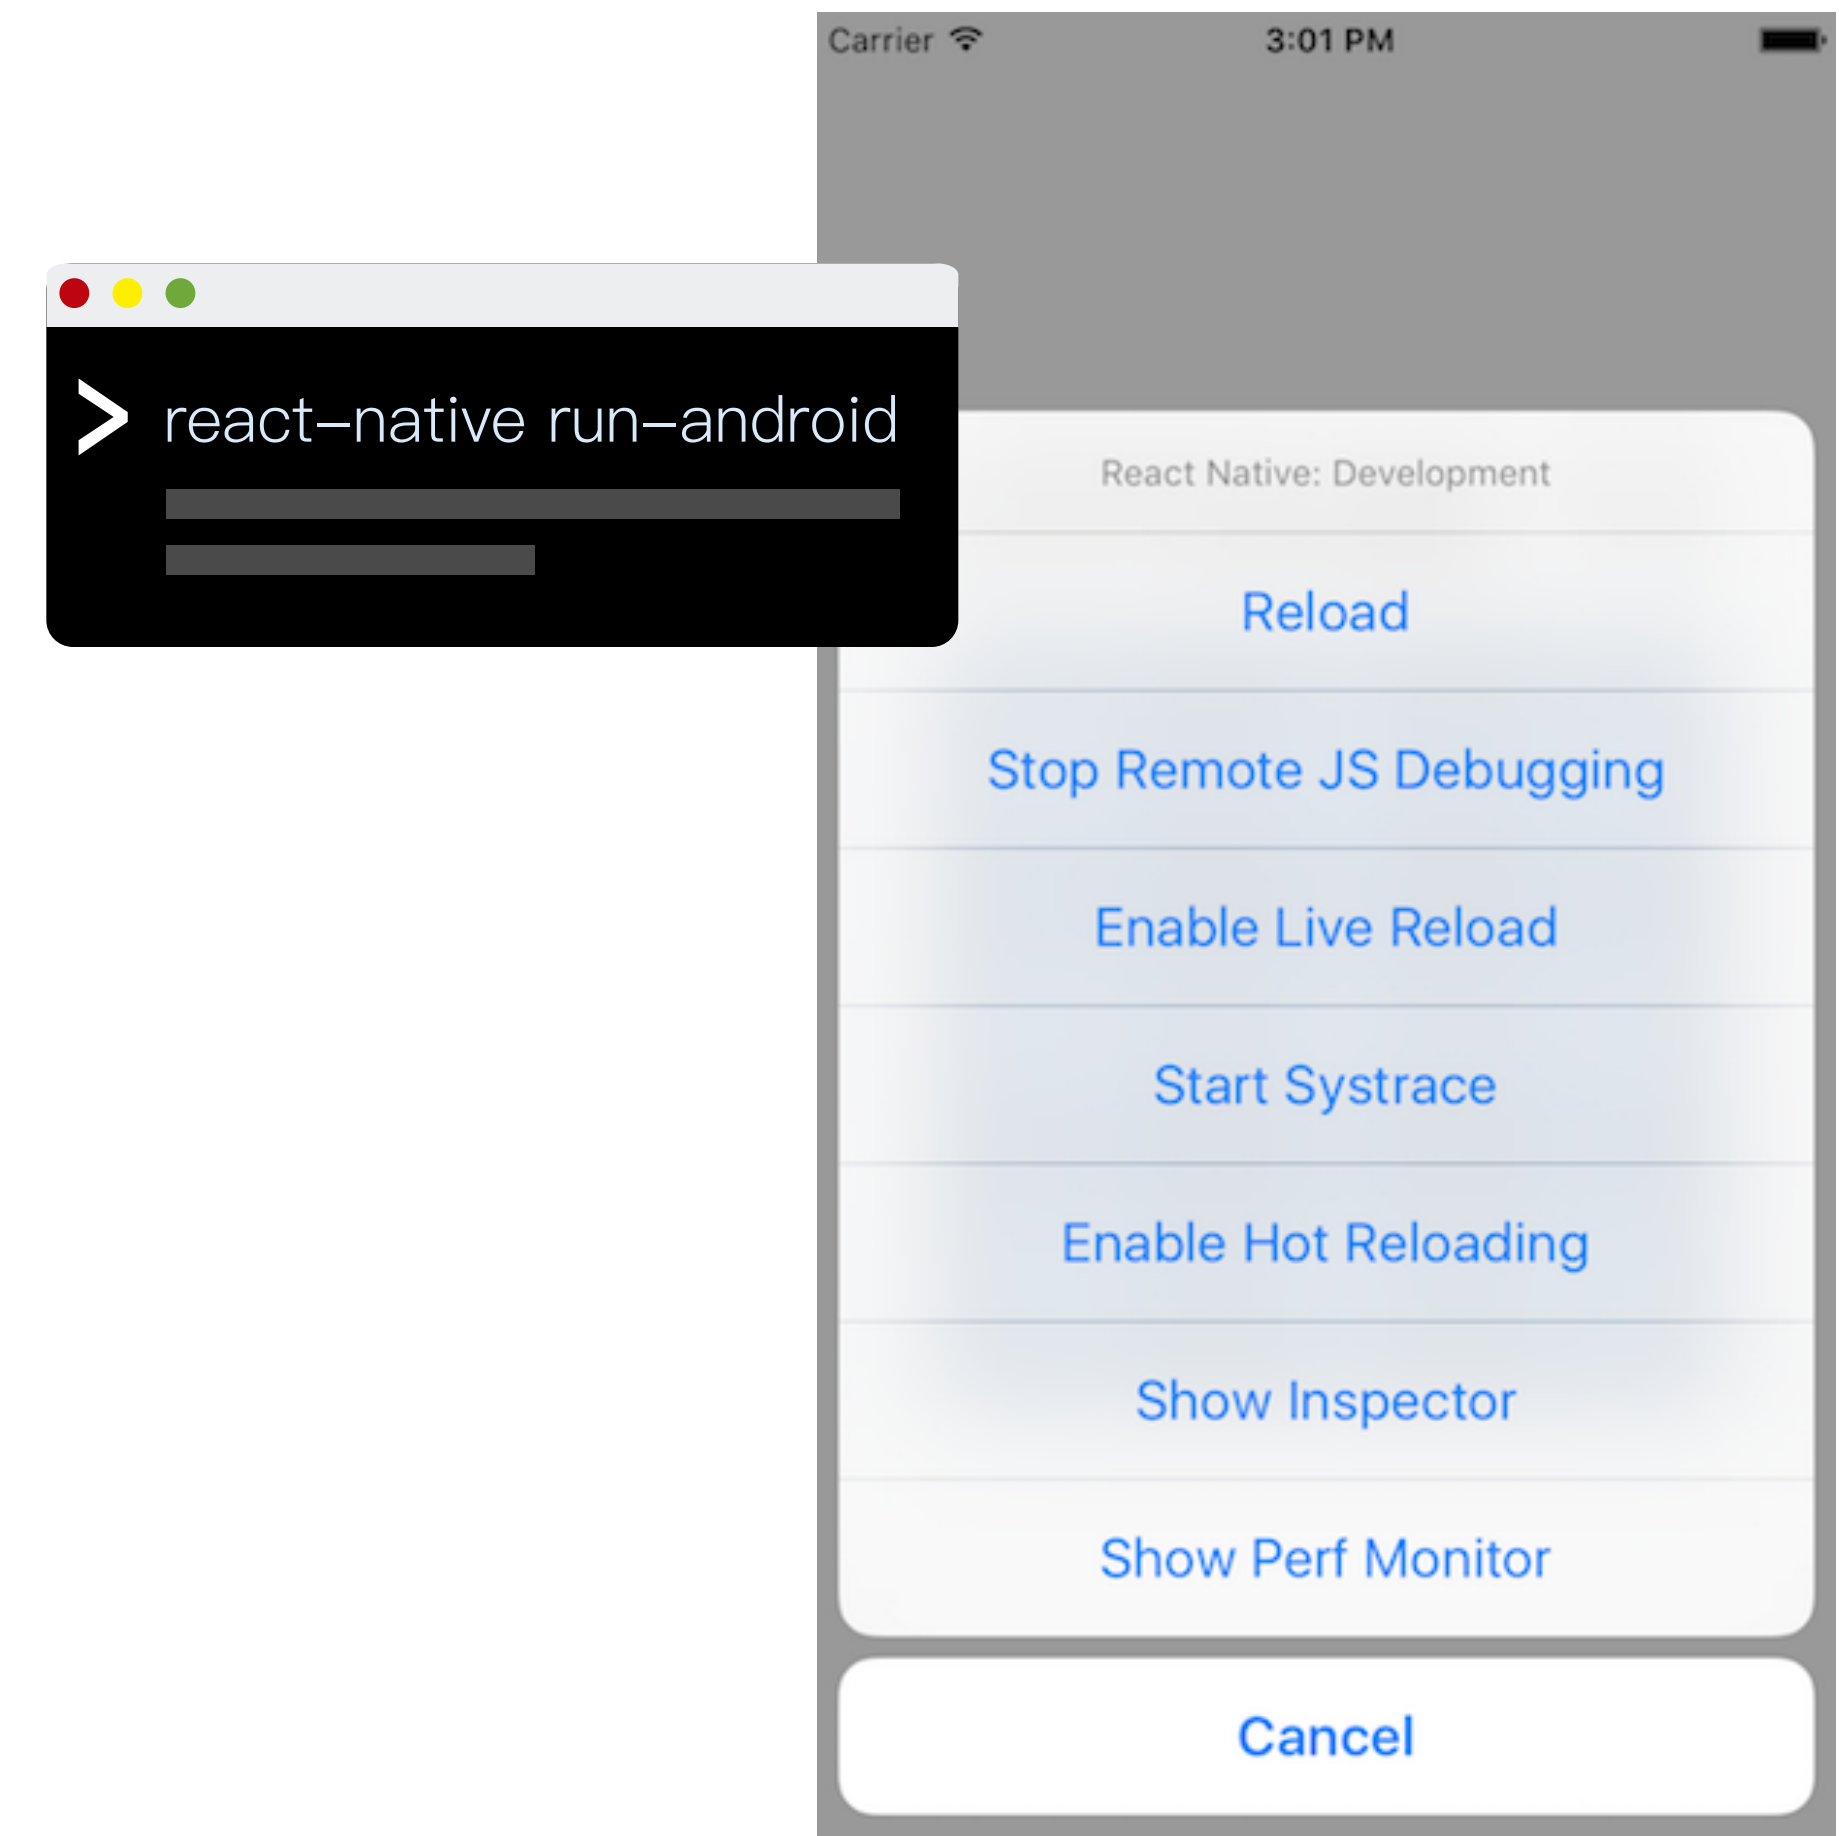 Carrier 3:01 PM
> react-native run-android
React Native: Development
Reload
Stop Remote JS Debugging
Enable Live Reload
Start Systrace
Enable Hot Reloading
Show Inspector
Show Perf Monitor
Cancel